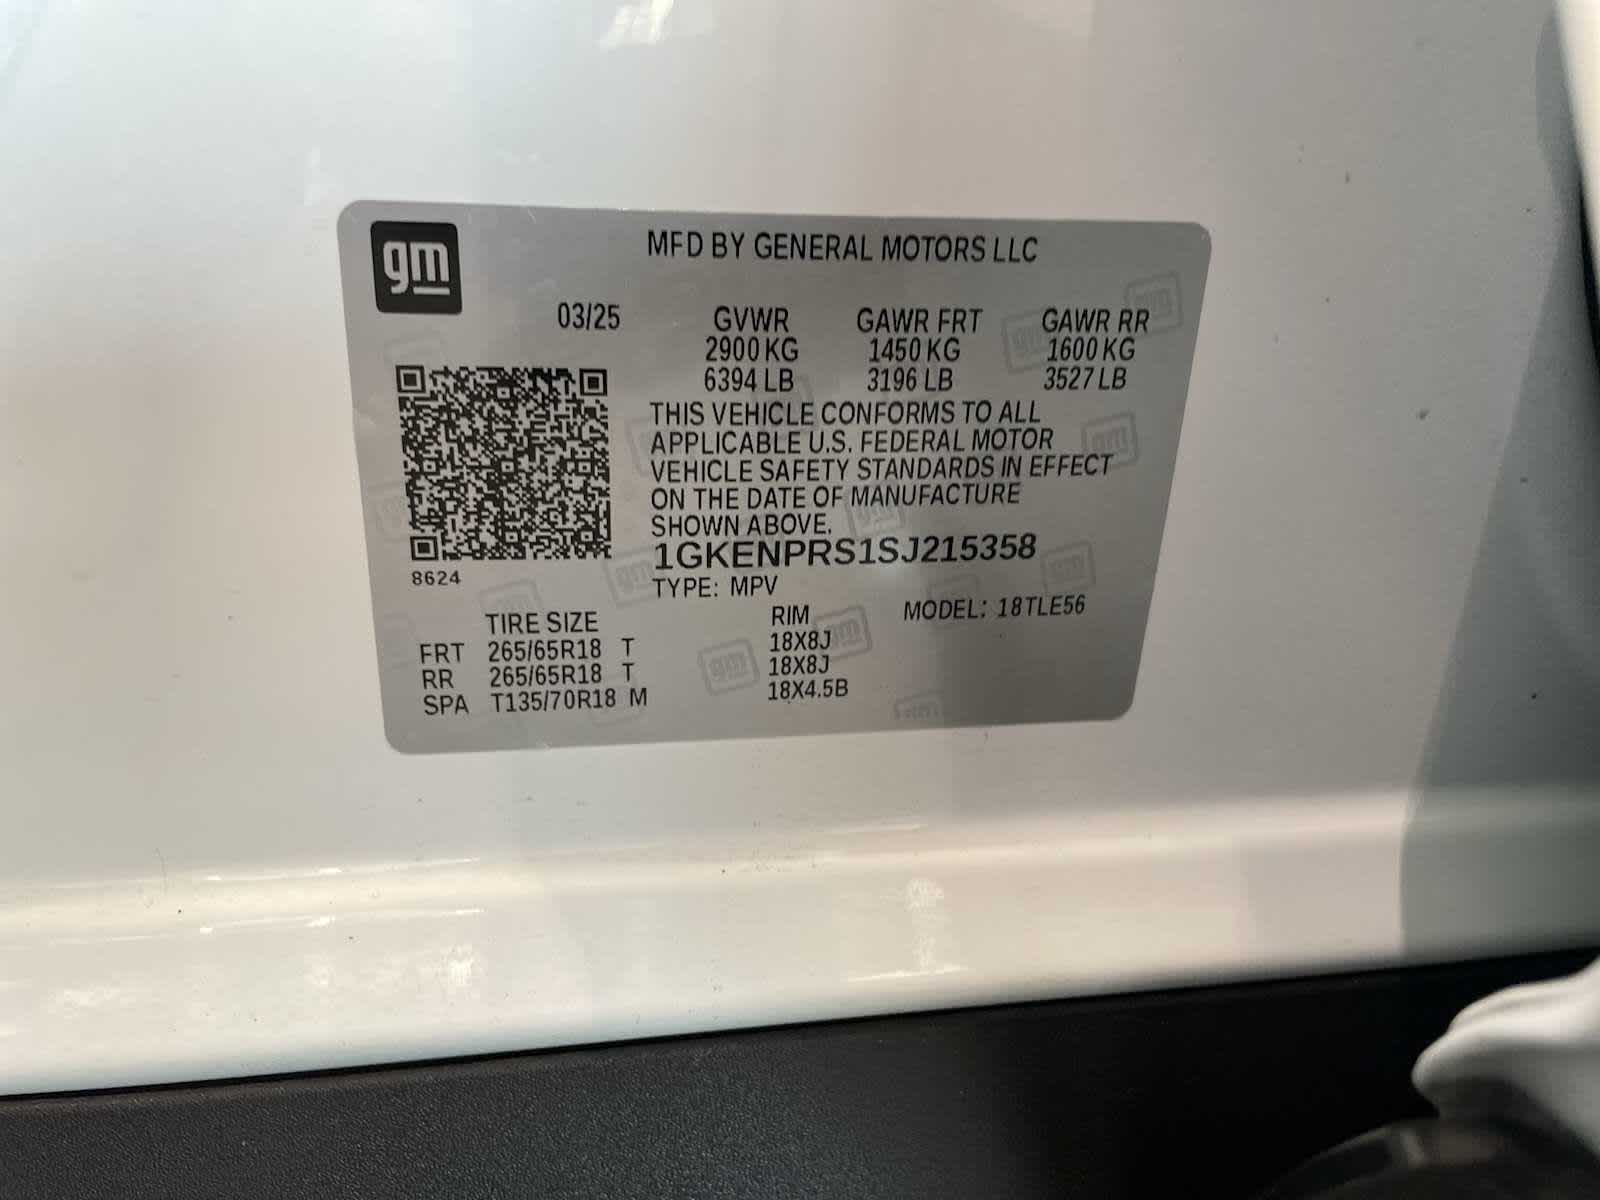 gm
MFD BY GENERAL MOTORS LLC
03/25 GVWR GAWR FRT GAWR RR
2900 KG 1450 KG 1600 KG
6394 LB 3196 LB 3527 LB
THIS VEHICLE CONFORMS TO ALL
APPLICABLE U.S. FEDERAL MOTOR
VEHICLE SAFETY STANDARDS IN EFFECT
ON THE DATE OF MANUFACTURE
SHOWN ABOVE.
1GKENPRS1SJ215358
8624
TYPE: MPV
TIRE SIZE RIM MODEL: 18TLE56
FRT 265/65R18 T 18X8J
RR 265/65R18 T 18X8J
SPA T135/70R18 M 18X4.5B